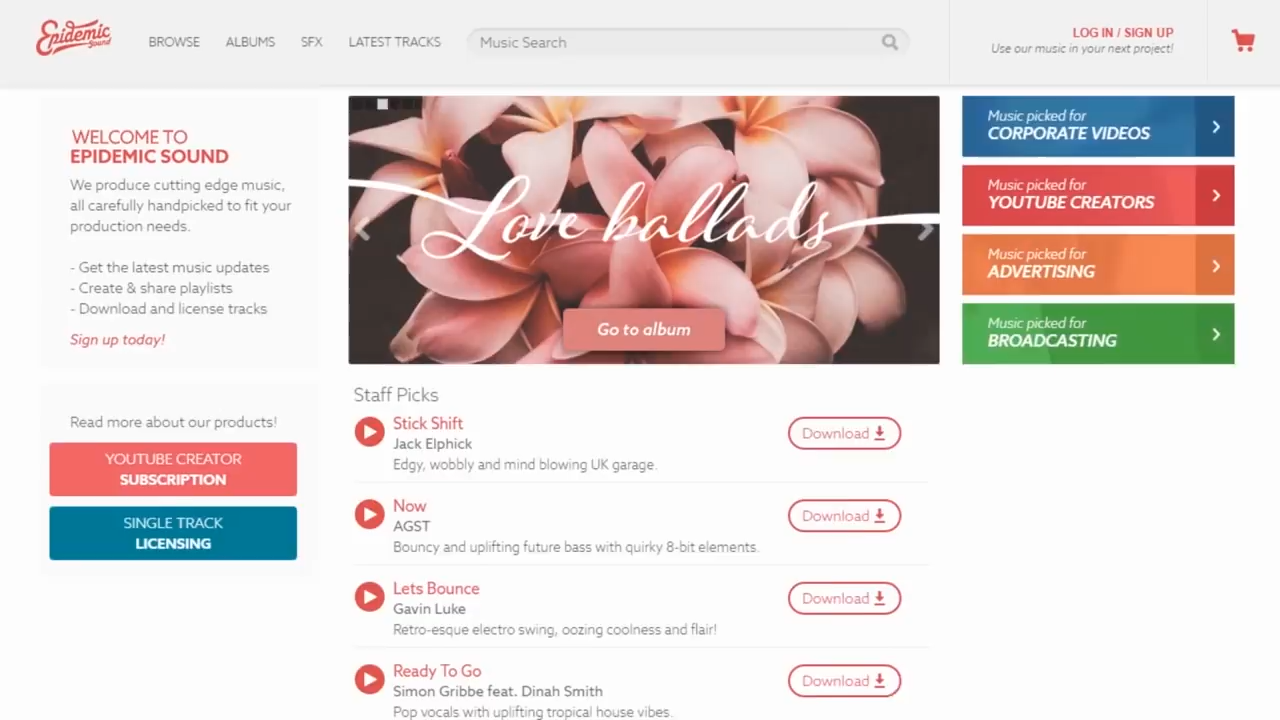 Epidemic
Sound
BROWSE
ALBUMS
SFX
LATEST TRACKS
Music Search
LOG IN / SIGN UP
Use our music in your next project!
WELCOME TO
EPIDEMIC SOUND
We produce cutting edge music,
all carefully handpicked to fit your
production needs.
- Get the latest music updates
- Create & share playlists
- Download and license tracks
Sign up today!
Read more about our products!
YOUTUBE CREATOR
SUBSCRIPTION
SINGLE TRACK
LICENSING
Love ballads
Go to album
Staff Picks
Stick Shift
Jack Elphick
Edgy, wobbly and mind blowing UK garage.
Download
Now
AGST
Bouncy and uplifting future bass with quirky 8-bit elements.
Download
Lets Bounce
Gavin Luke
Retro-esque electro swing, oozing coolness and flair!
Download
Ready To Go
Simon Gribbe feat. Dinah Smith
Pop vocals with uplifting tropical house vibes.
Download
Music picked for
CORPORATE VIDEOS
Music picked for
YOUTUBE CREATORS
Music picked for
ADVERTISING
Music picked for
BROADCASTING